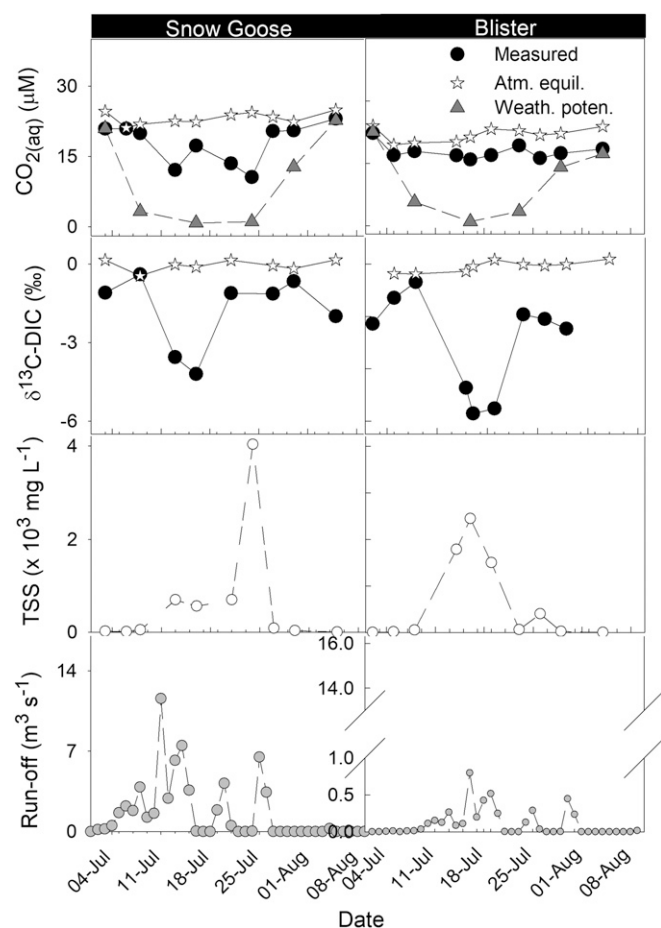 Snow Goose Blister
Measured
Atm. equil.
Weath. poten.
CO2(aq) (µM)
30
15
0
δ13C-DIC (‰)
0
-3
-6
TSS (x 10³ mg L-1)
4
2
0
16.0
14.0
Run-off (m³ s-1)
14
7
0
1.0
0.5
0.0
04-Jul 11-Jul 18-Jul 25-Jul 01-Aug 08-Aug 04-Jul 11-Jul 18-Jul 25-Jul 01-Aug 08-Aug
Date